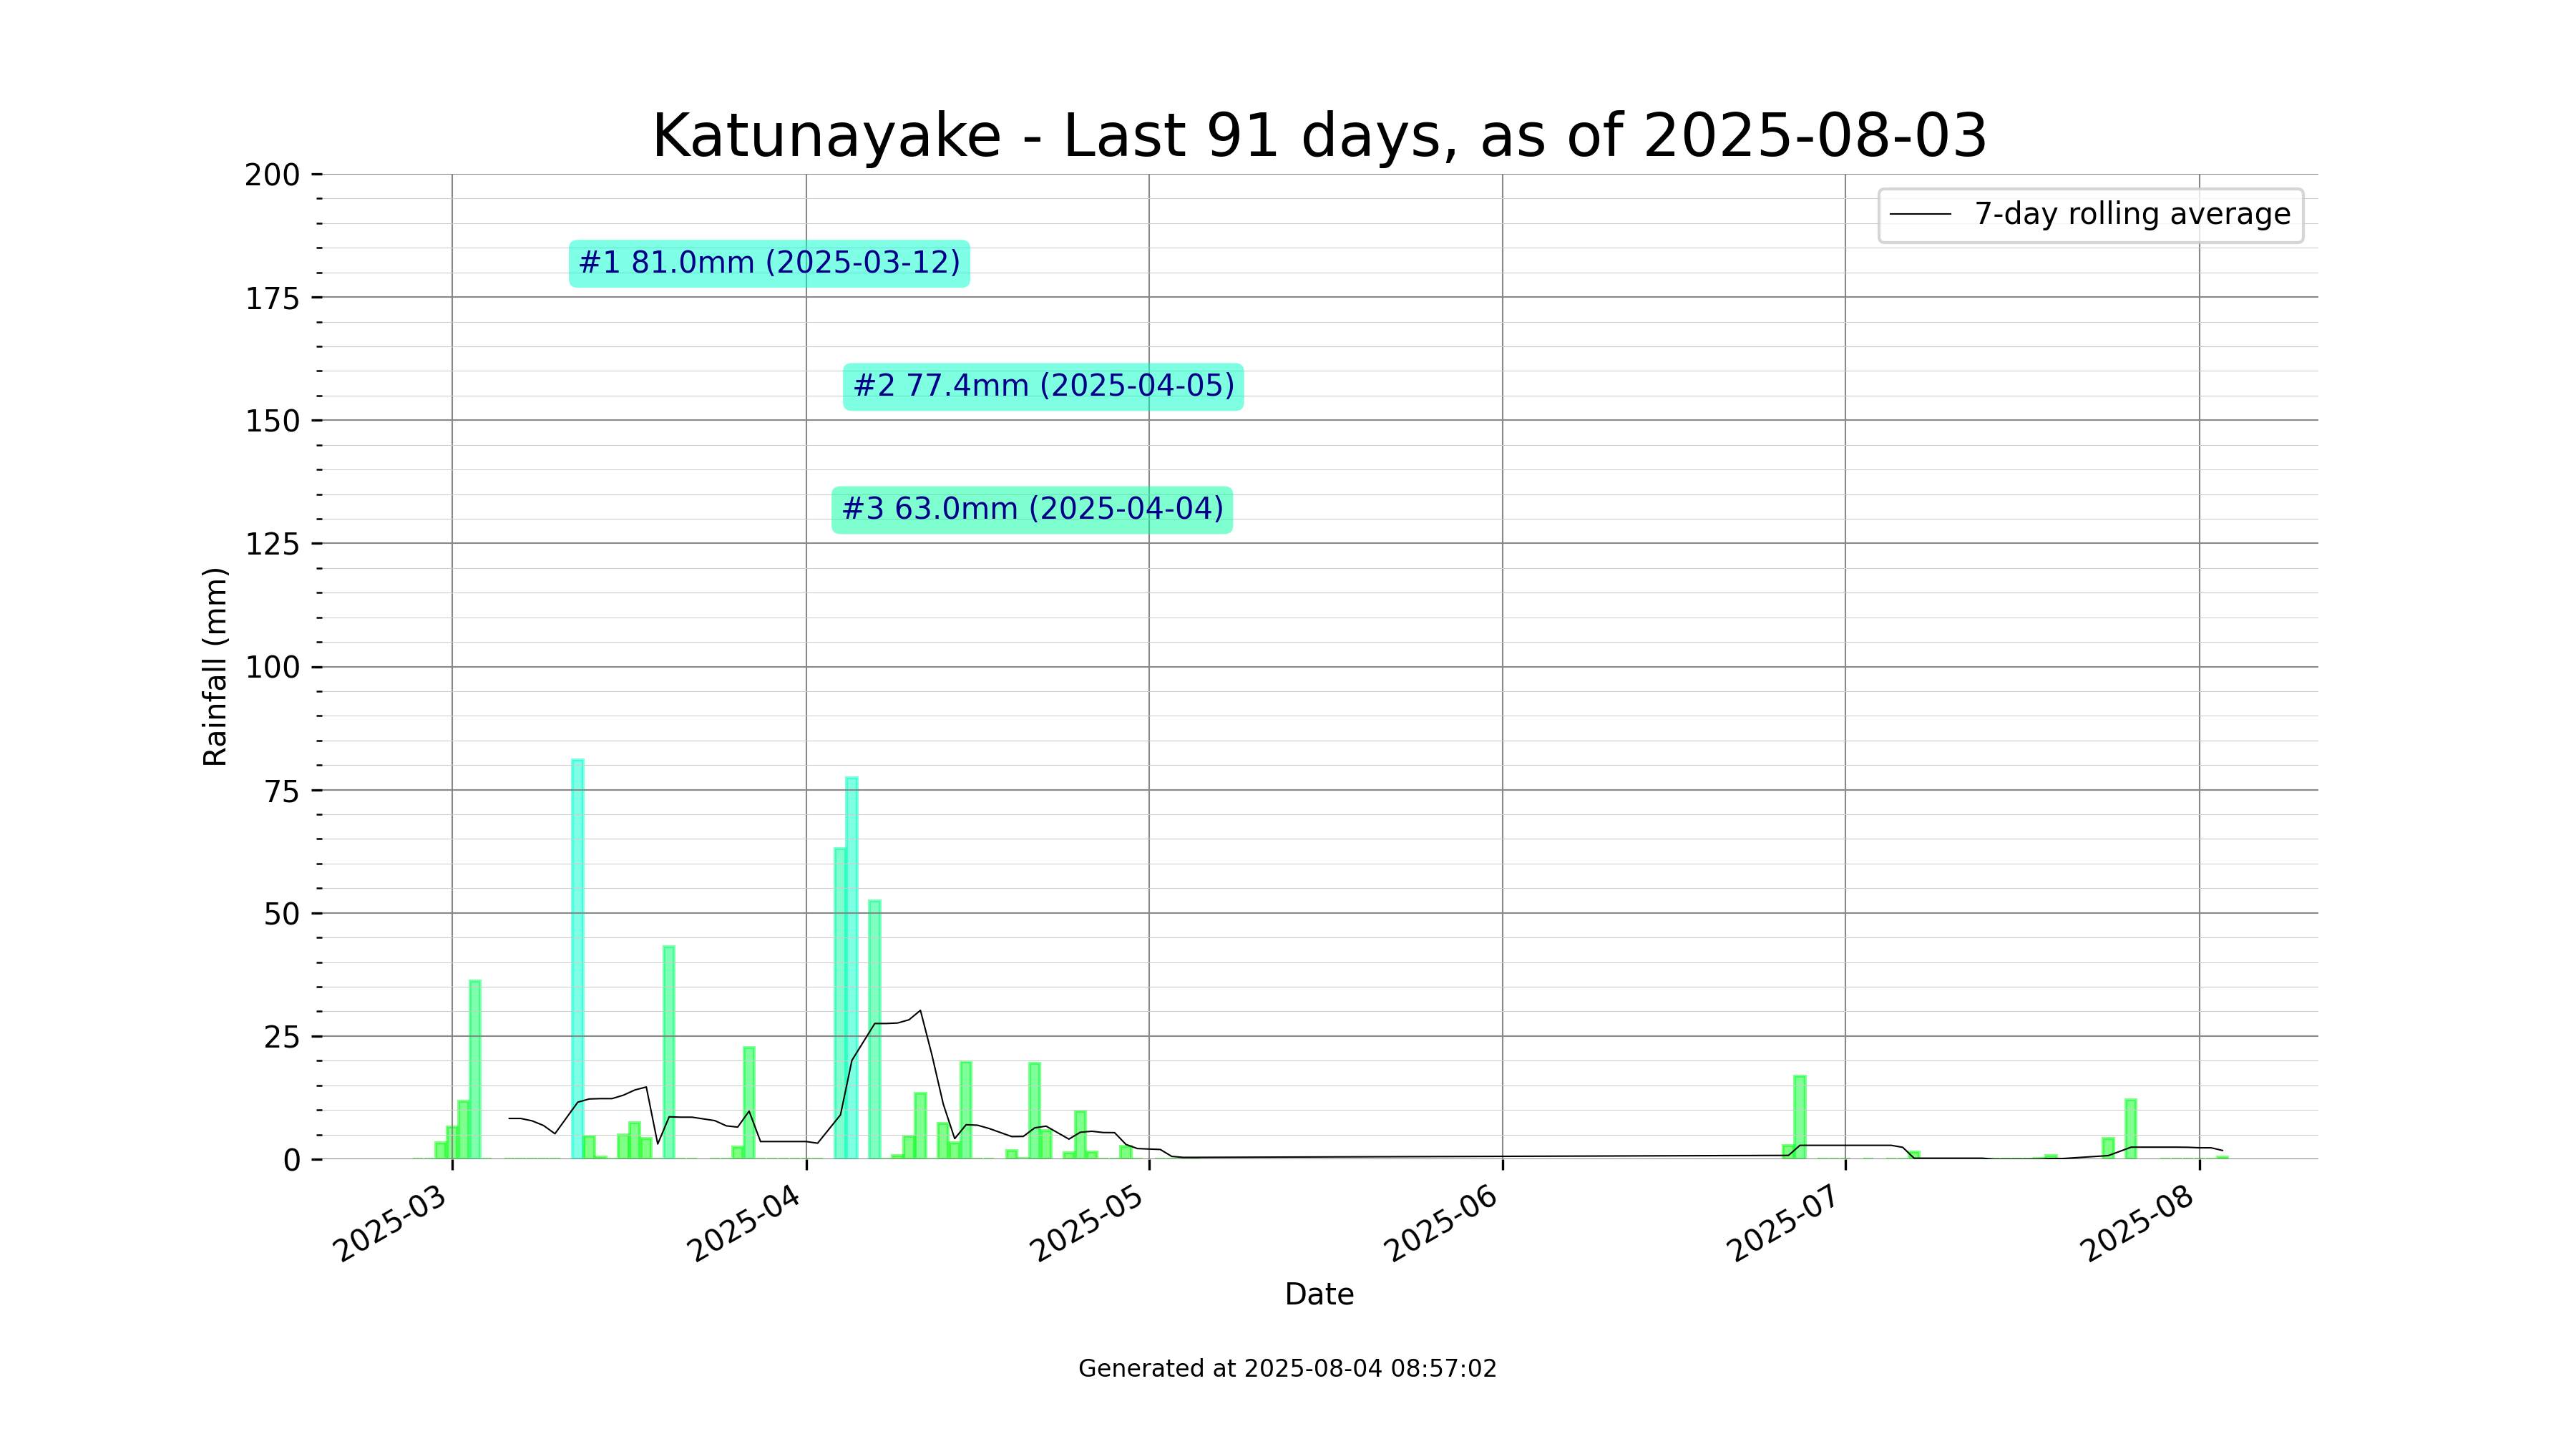 Katunayake - Last 91 days, as of 2025-08-03
7-day rolling average
#1 81.0mm (2025-03-12)
#2 77.4mm (2025-04-05)
#3 63.0mm (2025-04-04)
Rainfall (mm)
200
175
150
125
100
75
50
25
0
2025-03
2025-04
2025-05
2025-06
2025-07
2025-08
Date
Generated at 2025-08-04 08:57:02